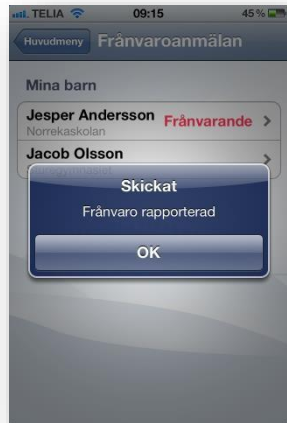 TELIA 09:15 45 %
Huvudmeny Frånvaroanmälan
Mina barn
Jesper Andersson Frånvarande
Norrekaskolan
Jacob Olsson
Skickat
Frånvaro rapporterad
OK